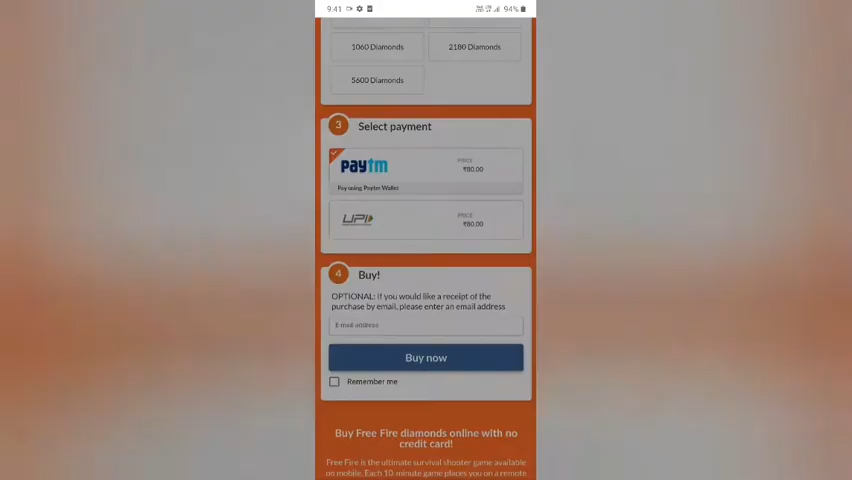 9:41 94%
1060 Diamonds 2180 Diamonds
5600 Diamonds
3 Select payment
paytm PRICE
₹80.00
Pay using Paytm Wallet
UPI PRICE
₹80.00
4 Buy!
OPTIONAL: If you would like a receipt of the
purchase by email, please enter an email address
E-mail address
Buy now
Remember me
Buy Free Fire diamonds online with no
credit card!
Free Fire is the ultimate survival shooter game available
on mobile. Each 10-minute game places you on a remote